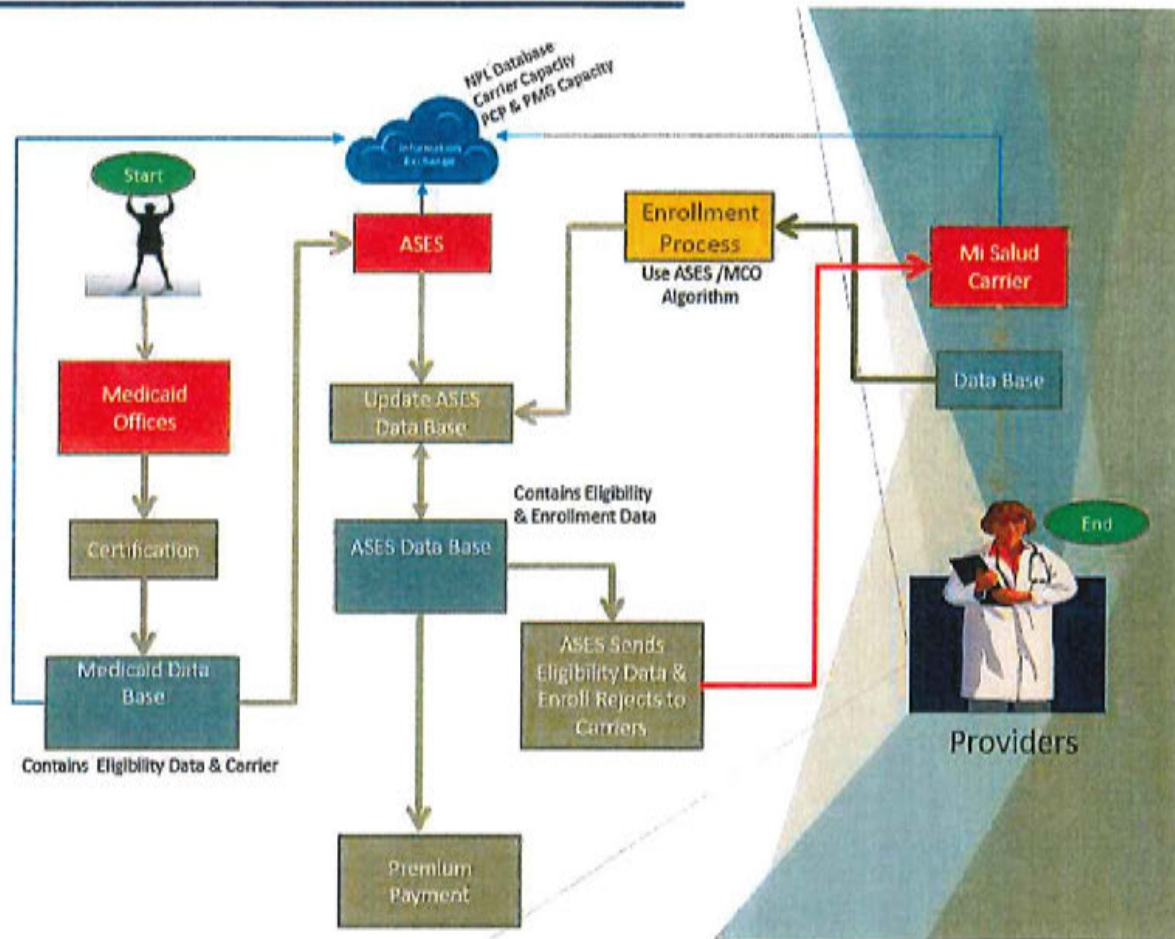 NPL Database
Carrier Capacity
PCP & PMG Capacity
Information
Exchange
Start
ASES
Enrollment
Process
Use ASES /MCO
Algorithm
Mi Salud
Carrier
Medicaid
Offices
Update ASES
Data Base
Data Base
Contains Eligibility
& Enrollment Data
End
Certification
ASES Data Base
ASES Sends
Eligibility Data &
Enroll Rejects to
Carriers
Medicaid Data
Base
Contains Eligibility Data & Carrier
Providers
Premium
Payment